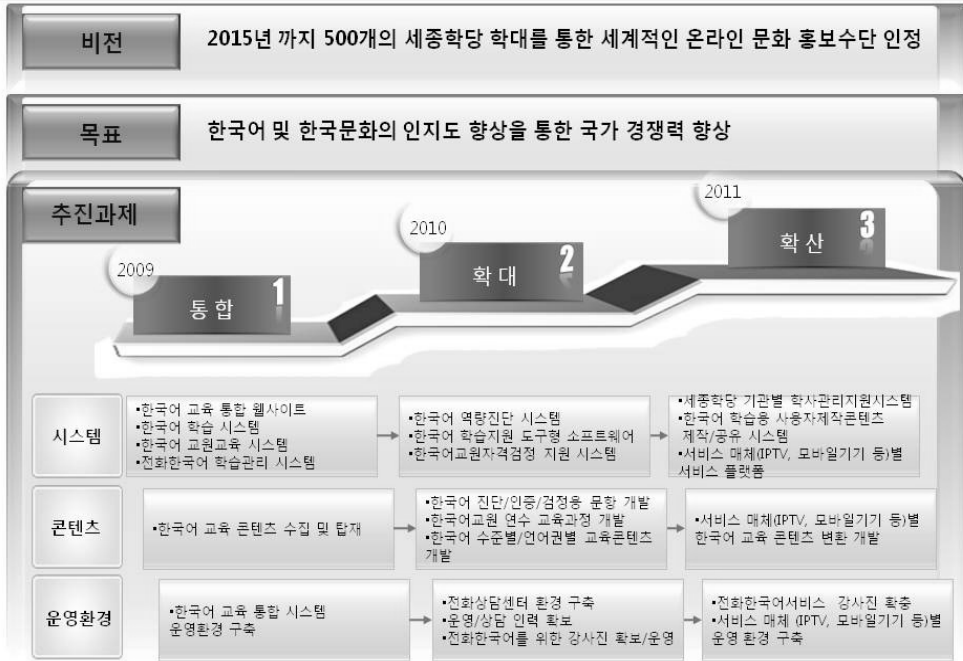 비전
2015년 까지 500개의 세종학당 학대를 통한 세계적인 온라인 문화 홍보수단 인정
목표
한국어 및 한국문화의 인지도 향상을 통한 국가 경쟁력 향상
추진과제
2009
통합 1
2010
확대 2
2011
확산 3
시스템
▪한국어 교육 통합 웹사이트
▪한국어 학습 시스템
▪한국어 교원교육 시스템
▪전화한국어 학습관리 시스템
▪한국어 역량진단 시스템
▪한국어 학습지원 도구형 소프트웨어
▪한국어교원자격검정 지원 시스템
▪세종학당 기관별 학사관리지원시스템
▪한국어 학습용 사용자제작콘텐츠
제작/공유 시스템
▪서비스 매체(IPTV, 모바일기기 등)별
서비스 플랫폼
콘텐츠
▪한국어 교육 콘텐츠 수집 및 탑재
▪한국어 진단/인증/검정용 문항 개발
▪한국어교원 연수 교육과정 개발
▪한국어 수준별/언어권별 교육콘텐츠
개발
▪서비스 매체(IPTV, 모바일기기 등)별
한국어 교육 콘텐츠 변환 개발
운영환경
▪한국어 교육 통합 시스템
운영환경 구축
▪전화상담센터 환경 구축
▪운영/상담 인력 확보
▪전화한국어를 위한 강사진 확보/운영
▪전화한국어서비스 강사진 확충
▪서비스 매체 (IPTV, 모바일기기 등)별
운영 환경 구축